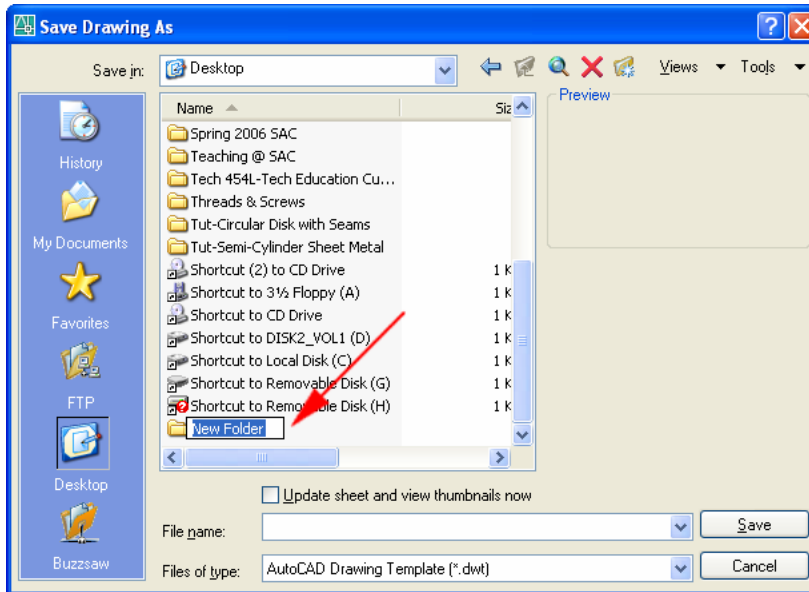 Save Drawing As
Save in:
Desktop
Views
Tools
History
My Documents
Favorites
FTP
Desktop
Buzzsaw
Name
Siz
Spring 2006 SAC
Teaching @ SAC
Tech 454L-Tech Education Cu...
Threads & Screws
Tut-Circular Disk with Seams
Tut-Semi-Cylinder Sheet Metal
Shortcut (2) to CD Drive 1 K
Shortcut to 3½ Floppy (A) 1 K
Shortcut to CD Drive 1 K
Shortcut to DISK2_VOL1 (D) 1 K
Shortcut to Local Disk (C) 1 K
Shortcut to Removable Disk (G) 1 K
Shortcut to Removable Disk (H) 1 K
New Folder
Preview
Update sheet and view thumbnails now
File name:
Save
Files of type:
AutoCAD Drawing Template (*.dwt)
Cancel